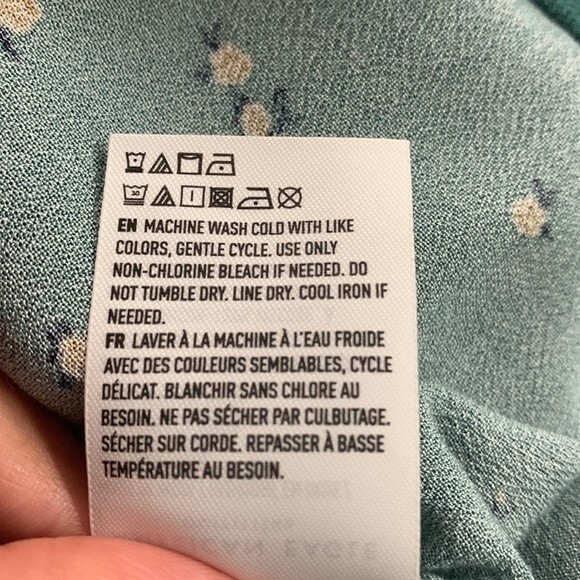 30
EN MACHINE WASH COLD WITH LIKE
COLORS, GENTLE CYCLE. USE ONLY
NON-CHLORINE BLEACH IF NEEDED. DO
NOT TUMBLE DRY. LINE DRY. COOL IRON IF
NEEDED.
FR LAVER À LA MACHINE À L'EAU FROIDE
AVEC DES COULEURS SEMBLABLES, CYCLE
DÉLICAT. BLANCHIR SANS CHLORE AU
BESOIN. NE PAS SÉCHER PAR CULBUTAGE.
SÉCHER SUR CORDE. REPASSER À BASSE
TEMPÉRATURE AU BESOIN.
EAGLE